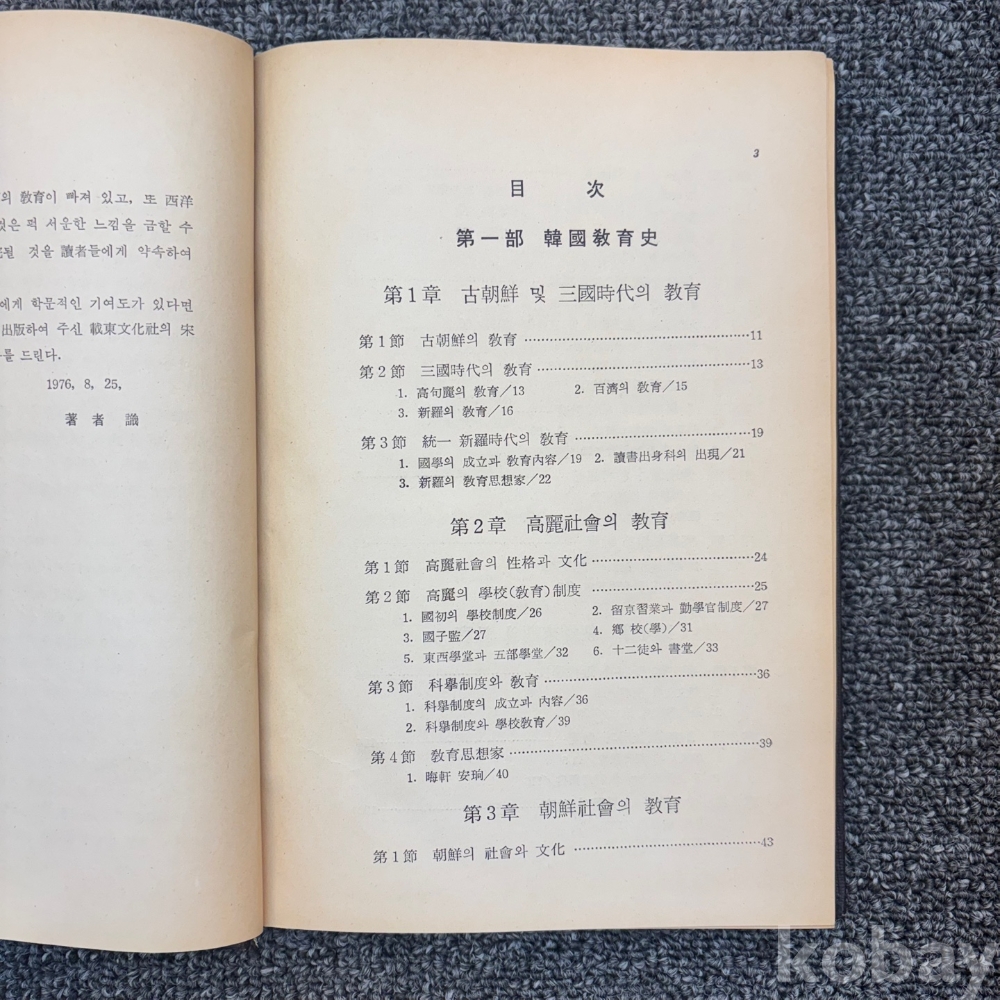 의 敎育이 빠져 있고, 또 西洋
것은 퍽 서운한 느낌을 금할 수
될 것을 讀者들에게 약속하여
에게 학문적인 기여도가 있다면
出版하여 주신 載東文化社의 宋
를 드린다.
1976, 8, 25,
著 者 識
3
目 次
第一部 韓國敎育史
第1章 古朝鮮 및 三國時代의 敎育
第1節 古朝鮮의 敎育 ……………………………………11
第2節 三國時代의 敎育 …………………………………13
1. 高句麗의 敎育/13 2. 百濟의 敎育/15
3. 新羅의 敎育/16
第3節 統一 新羅時代의 敎育 ……………………………19
1. 國學의 成立과 敎育內容/19 2. 讀書出身科의 出現/21
3. 新羅의 敎育思想家/22
第2章 高麗社會의 敎育
第1節 高麗社會의 性格과 文化 …………………………24
第2節 高麗의 學校(敎育)制度 …………………………25
1. 國初의 學校制度/26 2. 留京習業과 勤學官制度/27
3. 國子監/27 4. 鄕 校(學)/31
5. 東西學堂과 五部學堂/32 6. 十二徒와 書堂/33
第3節 科擧制度와 敎育 …………………………………36
1. 科擧制度의 成立과 內容/36
2. 科擧制度와 學校敎育/39
第4節 敎育思想家 ………………………………………39
1. 晦軒 安珦/40
第3章 朝鮮社會의 敎育
第1節 朝鮮의 社會와 文化 ……………………………43
kobay